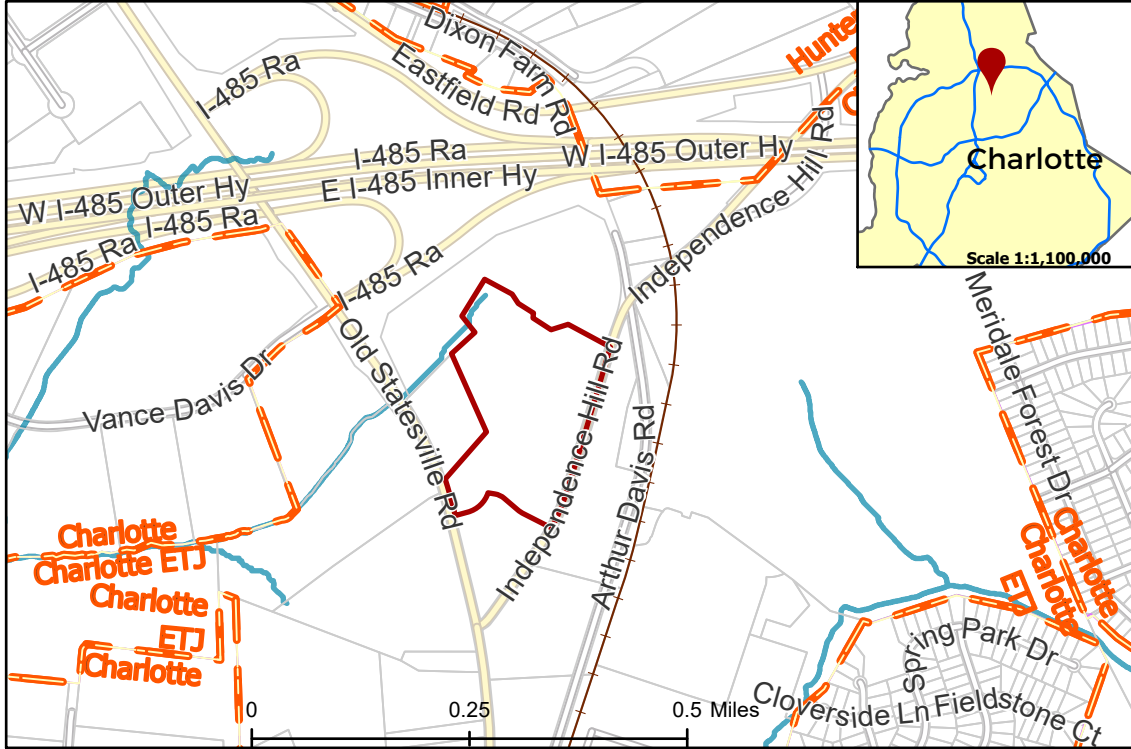 Dixon Farm Rd
Eastfield Rd
I-485 Ra
Hunte
I-485 Ra
W I-485 Outer Hy
E I-485 Inner Hy
W I-485 Outer Hy
I-485 Ra
I-485 Ra
I-485 Ra
Independence Hill Rd
Charlotte
Scale 1:1,100,000
Old Statesville Rd
Vance Davis Dr
Independence Hill Rd
Arthur Davis Rd
Meridale Forest Dr
Charlotte
Charlotte ETJ
Charlotte
ETJ
Charlotte
Charlotte
Charlotte
ETJ
Spring Park Dr
Cloverside Ln
Fieldstone Ct
0
0.25
0.5 Miles